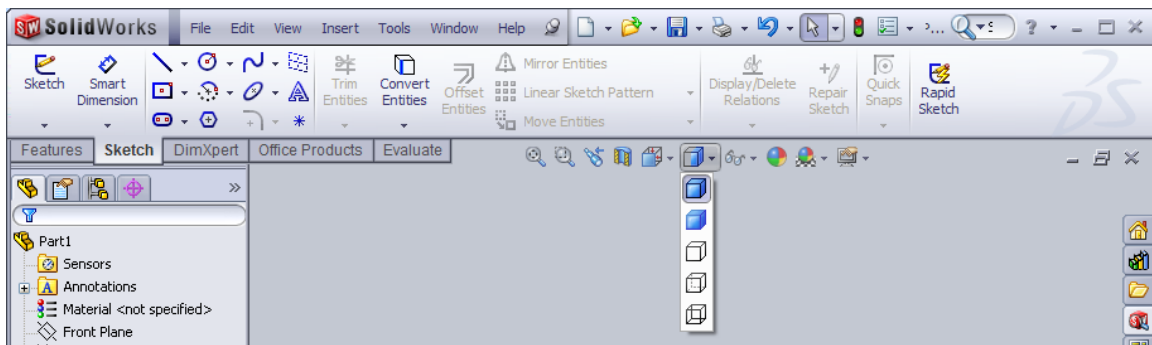 SW SolidWorks File Edit View Insert Tools Window Help
Sketch Smart Dimension Trim Entities Convert Entities Offset Entities
Mirror Entities
Linear Sketch Pattern
Move Entities
Display/Delete Relations Repair Sketch Quick Snaps Rapid Sketch
Features Sketch DimXpert Office Products Evaluate
Part1
Sensors
A Annotations
Material <not specified>
Front Plane